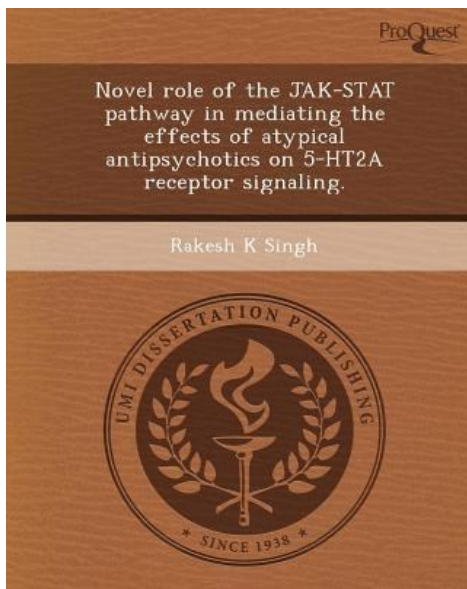 ProQuest
Novel role of the JAK-STAT
pathway in mediating the
effects of atypical
antipsychotics on 5-HT2A
receptor signaling.
Rakesh K Singh
UMI DISSERTATION PUBLISHING
* SINCE 1938 *